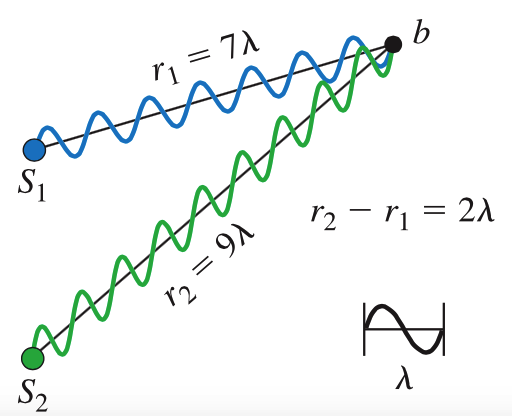 b
r₁ = 7λ
S₁
r₂ − r₁ = 2λ
r₂ = 9λ
S₂
λ